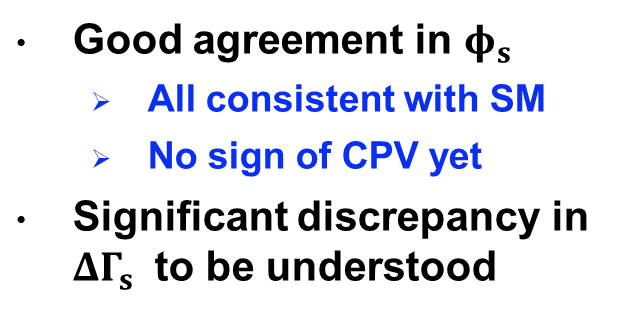 • Good agreement in ϕₛ
➢ All consistent with SM
➢ No sign of CPV yet
• Significant discrepancy in
ΔΓₛ to be understood